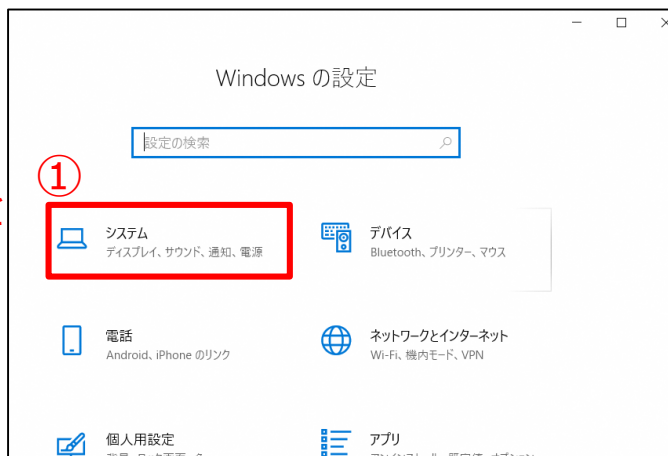 Windows の設定
設定の検索
①
システム
ディスプレイ、サウンド、通知、電源
デバイス
Bluetooth、プリンター、マウス
電話
Android、iPhone のリンク
ネットワークとインターネット
Wi-Fi、機内モード、VPN
個人用設定
アプリ